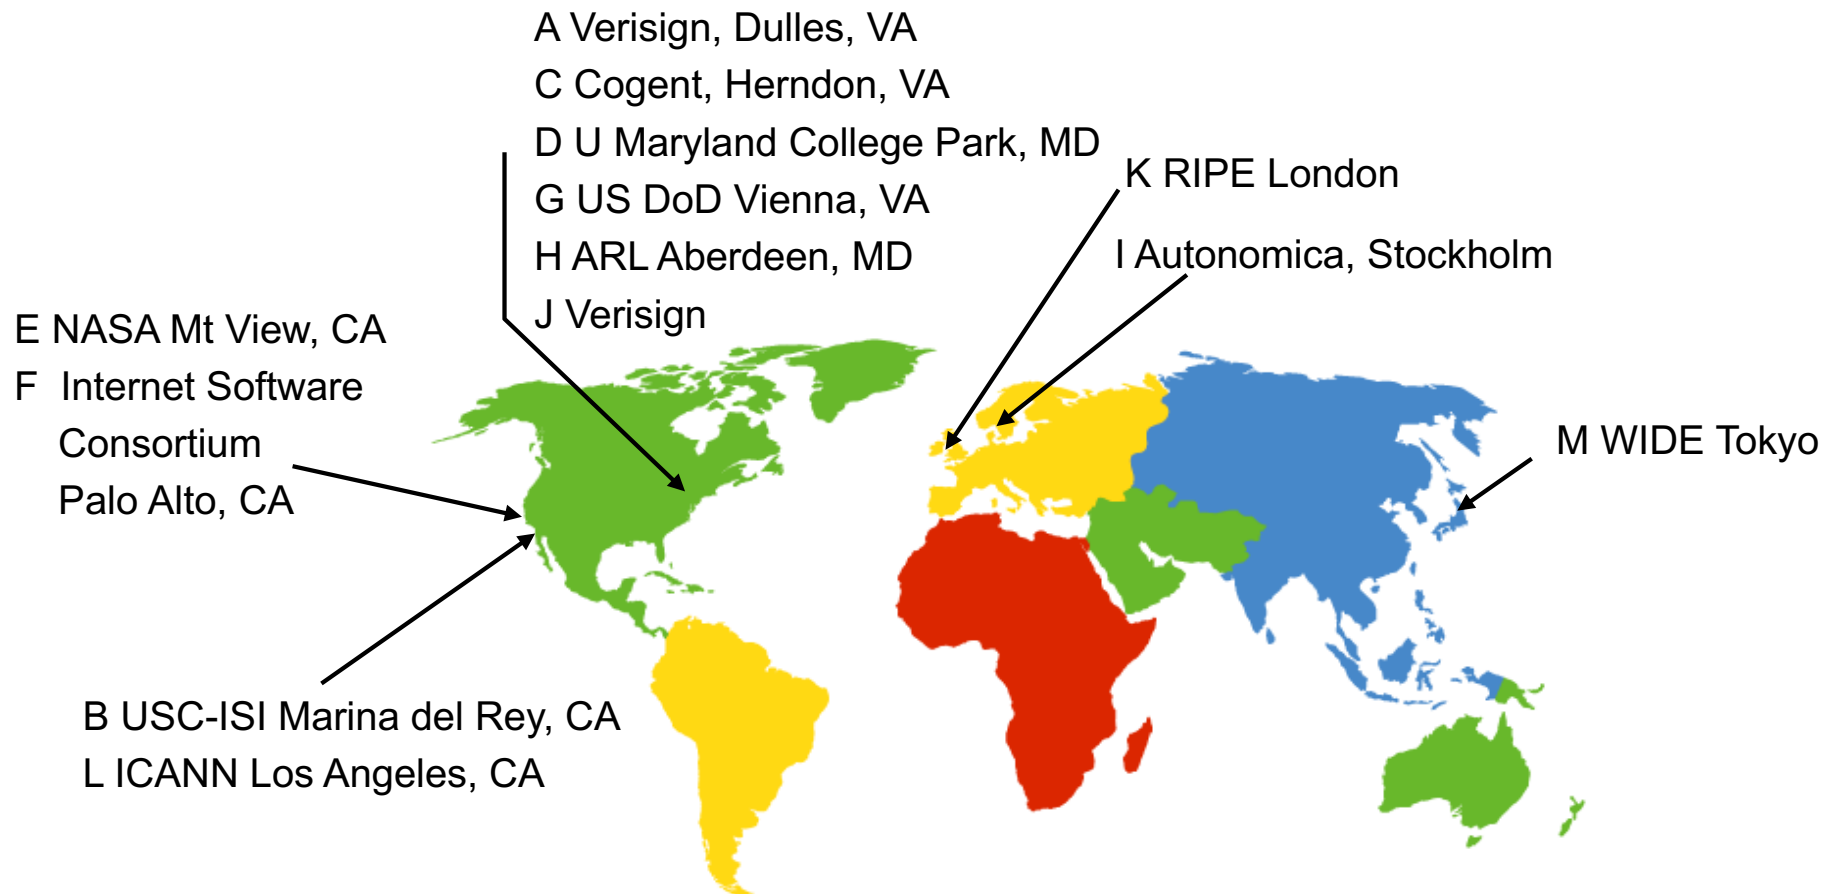 A Verisign, Dulles, VA
C Cogent, Herndon, VA
D U Maryland College Park, MD
G US DoD Vienna, VA
H ARL Aberdeen, MD
J Verisign
K RIPE London
I Autonomica, Stockholm
E NASA Mt View, CA
F Internet Software
Consortium
Palo Alto, CA
M WIDE Tokyo
B USC-ISI Marina del Rey, CA
L ICANN Los Angeles, CA